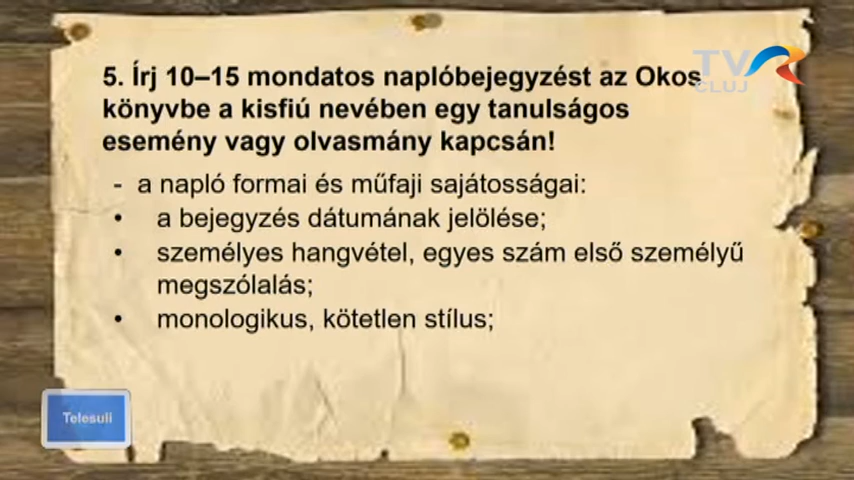 5. Írj 10–15 mondatos naplóbejegyzést az Okos
könyvbe a kisfiú nevében egy tanulságos
esemény vagy olvasmány kapcsán!
- a napló formai és műfaji sajátosságai:
• a bejegyzés dátumának jelölése;
• személyes hangvétel, egyes szám első személyű
megszólalás;
• monologikus, kötetlen stílus;
TVR
CLUJ
Telesuli